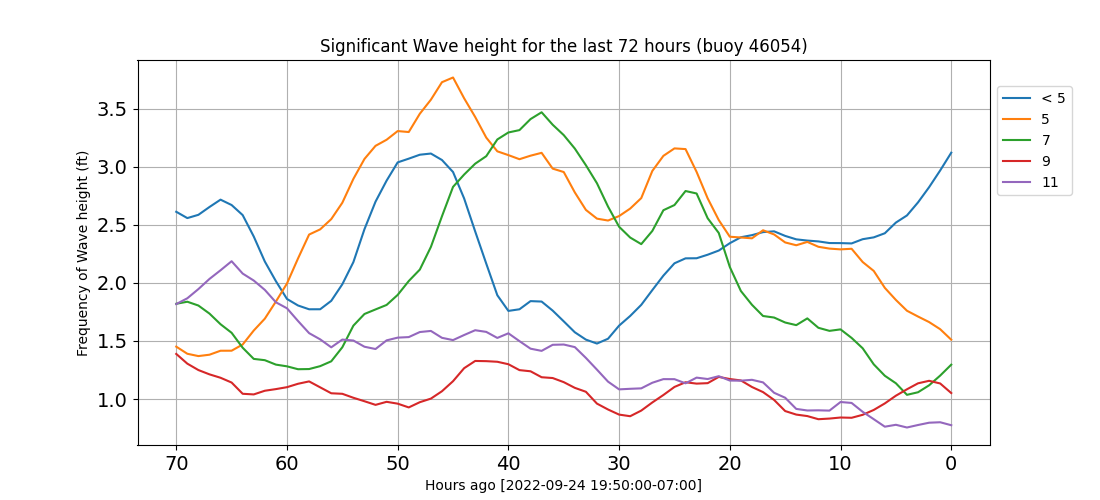 Significant Wave height for the last 72 hours (buoy 46054)
Frequency of Wave height (ft)
3.5
3.0
2.5
2.0
1.5
1.0
70 60 50 40 30 20 10 0
Hours ago [2022-09-24 19:50:00-07:00]
< 5
5
7
9
11